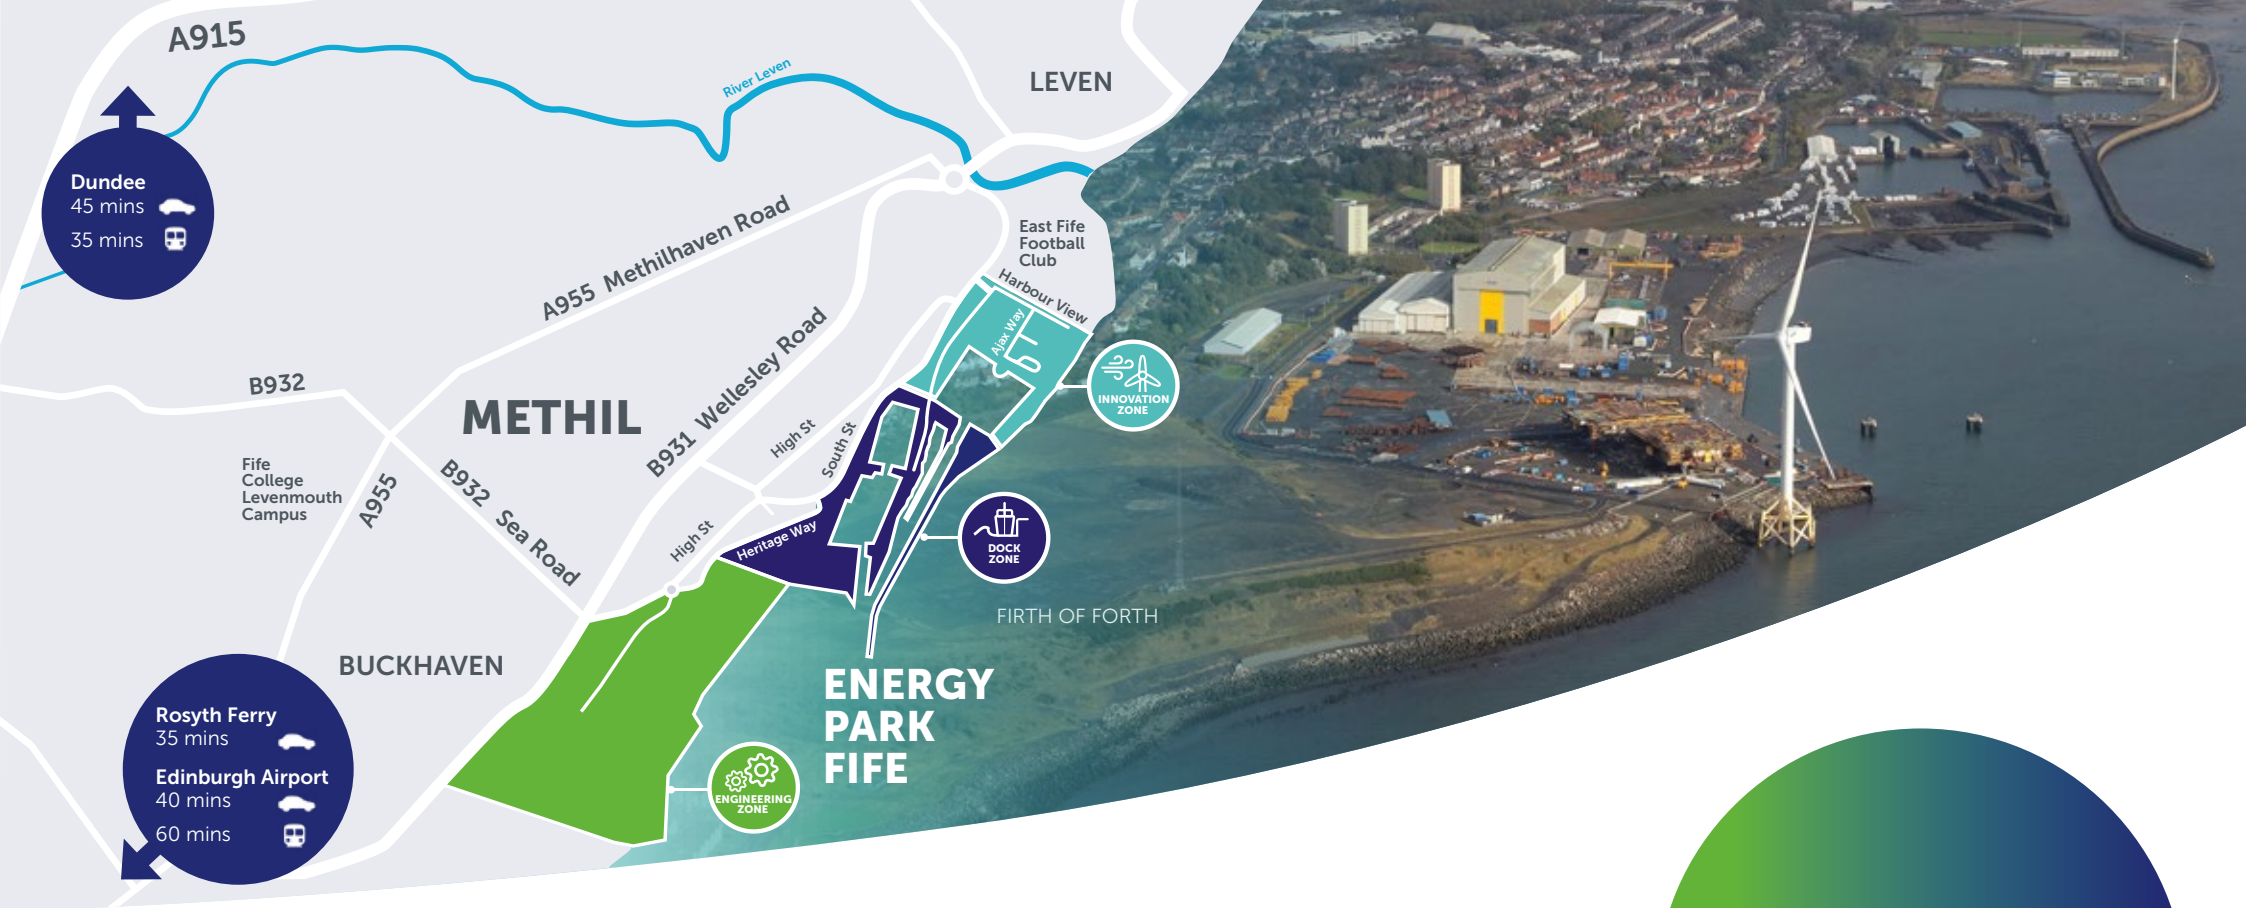 A915
River Leven
LEVEN
Dundee
45 mins
35 mins
A955 Methilhaven Road
East Fife
Football
Club
Harbour View
Ajax Way
B931 Wellesley Road
B932
METHIL
INNOVATION
ZONE
High St
South St
Fife
College
Levenmouth
Campus
A955
B932 Sea Road
High St
Heritage Way
DOCK
ZONE
FIRTH OF FORTH
BUCKHAVEN
ENERGY
PARK
FIFE
Rosyth Ferry
35 mins
Edinburgh Airport
40 mins
60 mins
ENGINEERING
ZONE